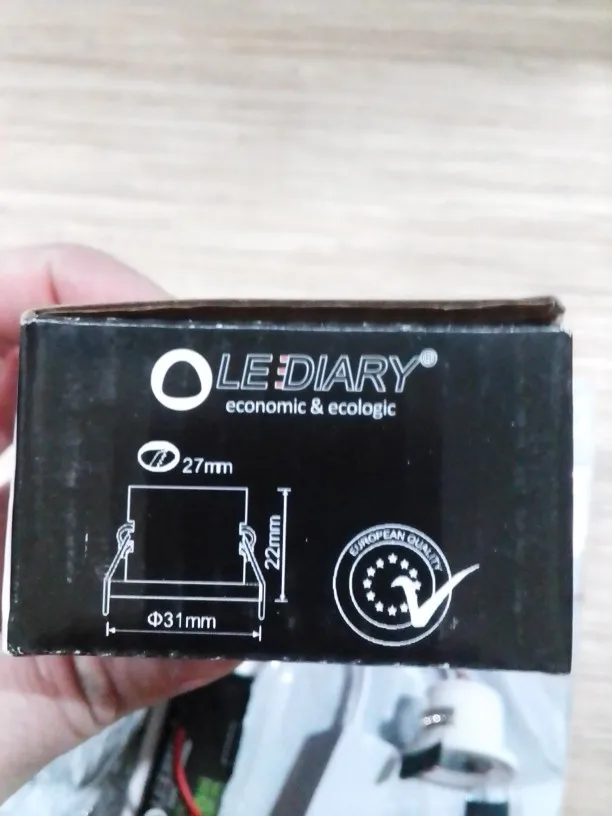 LEDIARY®
economic & ecologic
27mm
22mm
Φ31mm
EUROPEAN QUALITY